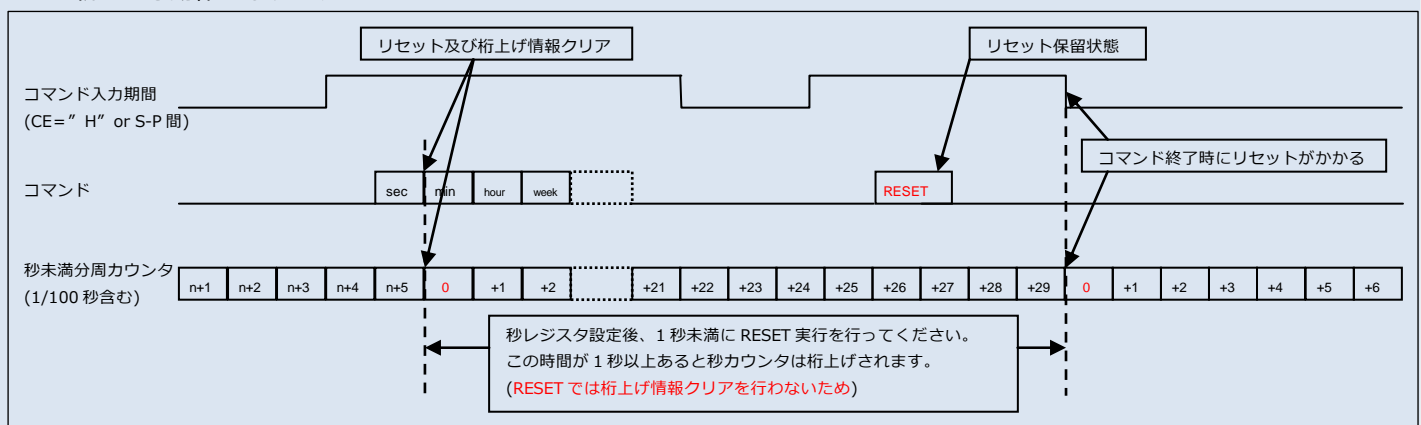 リセット及び桁上げ情報クリア
リセット保留状態
コマンド入力期間
(CE=”H” or S-P 間)
コマンド終了時にリセットがかかる
コマンド
sec min hour week
RESET
秒未満分周カウンタ
(1/100 秒含む)
n+1 n+2 n+3 n+4 n+5 0 +1 +2 +21 +22 +23 +24 +25 +26 +27 +28 +29 0 +1 +2 +3 +4 +5 +6
秒レジスタ設定後、1 秒未満に RESET 実行を行ってください。
この時間が 1 秒以上あると秒カウンタは桁上げされます。
(RESET では桁上げ情報クリアを行わないため)